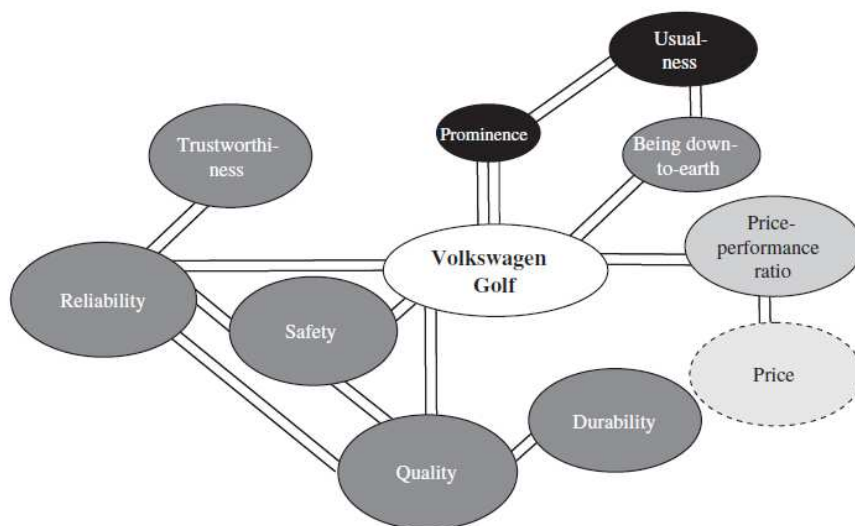 Usual-
ness
Prominence
Trustworthi-
ness
Being down-
to-earth
Price-
performance
ratio
Volkswagen
Golf
Reliability
Safety
Price
Durability
Quality